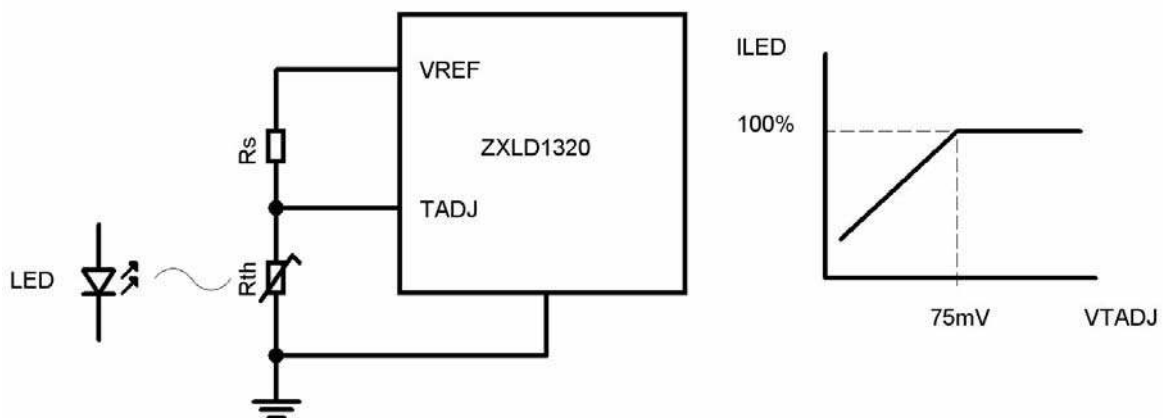 VREF
Rs
ZXLD1320
TADJ
LED
Rth
ILED
100%
75mV
VTADJ